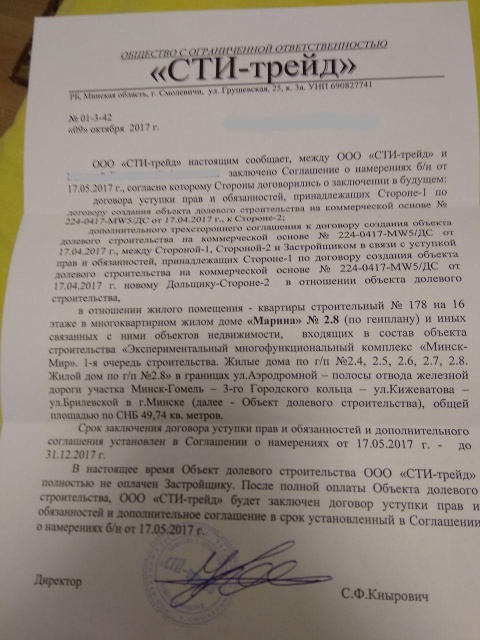 ОБЩЕСТВО С ОГРАНИЧЕННОЙ ОТВЕТСТВЕННОСТЬЮ
«СТИ-трейд»
РБ, Минская область, г. Смолевичи, ул. Грушевская, 25, к. 3а. УНП 690827741
№ 01-3-42
«09» октября 2017 г.
ООО «СТИ-трейд» настоящим сообщает, между ООО «СТИ-трейд» и
заключено Соглашение о намерениях б/н от
17.05.2017 г., согласно которому Стороны договорились о заключении в будущем:
договора уступки прав и обязанностей, принадлежащих Стороне-1 по
договору создания объекта долевого строительства на коммерческой основе №
224-0417-MW5/ДС от 17.04.2017 г., к Стороне-2;
дополнительного трехстороннего соглашения к договору создания объекта
долевого строительства на коммерческой основе № 224-0417-MW5/ДС от
17.04.2017 г., между Стороной-1, Стороной-2 и Застройщиком в связи с уступкой
прав и обязанностей, принадлежащих Стороне-1 по договору создания объекта
долевого строительства на коммерческой основе № 224-0417-MW5/ДС от
17.04.2017 г. новому Дольщику-Стороне-2 в отношении объекта долевого
строительства,
в отношении жилого помещения - квартиры строительный № 178 на 16
этаже в многоквартирном жилом доме «Марина» № 2.8 (по генплану) и иных
связанных с ними объектов недвижимости, входящих в состав объекта
строительства «Экспериментальный многофункциональный комплекс «Минск-
Мир». 1-я очередь строительства. Жилые дома по г/п №2.4, 2.5, 2.6, 2.7, 2.8.
Жилой дом по г/п №2.8» в границах ул.Аэродромной – полосы отвода железной
дороги участка Минск-Гомель – 3-го Городского кольца – ул.Кижеватова –
ул.Брилевской в г.Минске (далее - Объект долевого строительства), общей
площадью по СНБ 49,74 кв. метров.
Срок заключения договора уступки прав и обязанностей и дополнительного
соглашения установлен в Соглашении о намерениях от 17.05.2017 г. - до
31.12.2017 г.
В настоящее время Объект долевого строительства ООО «СТИ-трейд»
полностью не оплачен Застройщику. После полной оплаты Объекта долевого
строительства, ООО «СТИ-трейд» будет заключен договор уступки прав и
обязанностей и дополнительное соглашение в срок установленный в Соглашении
о намерениях б/н от 17.05.2017 г.
Директор
С.Ф.Кнырович